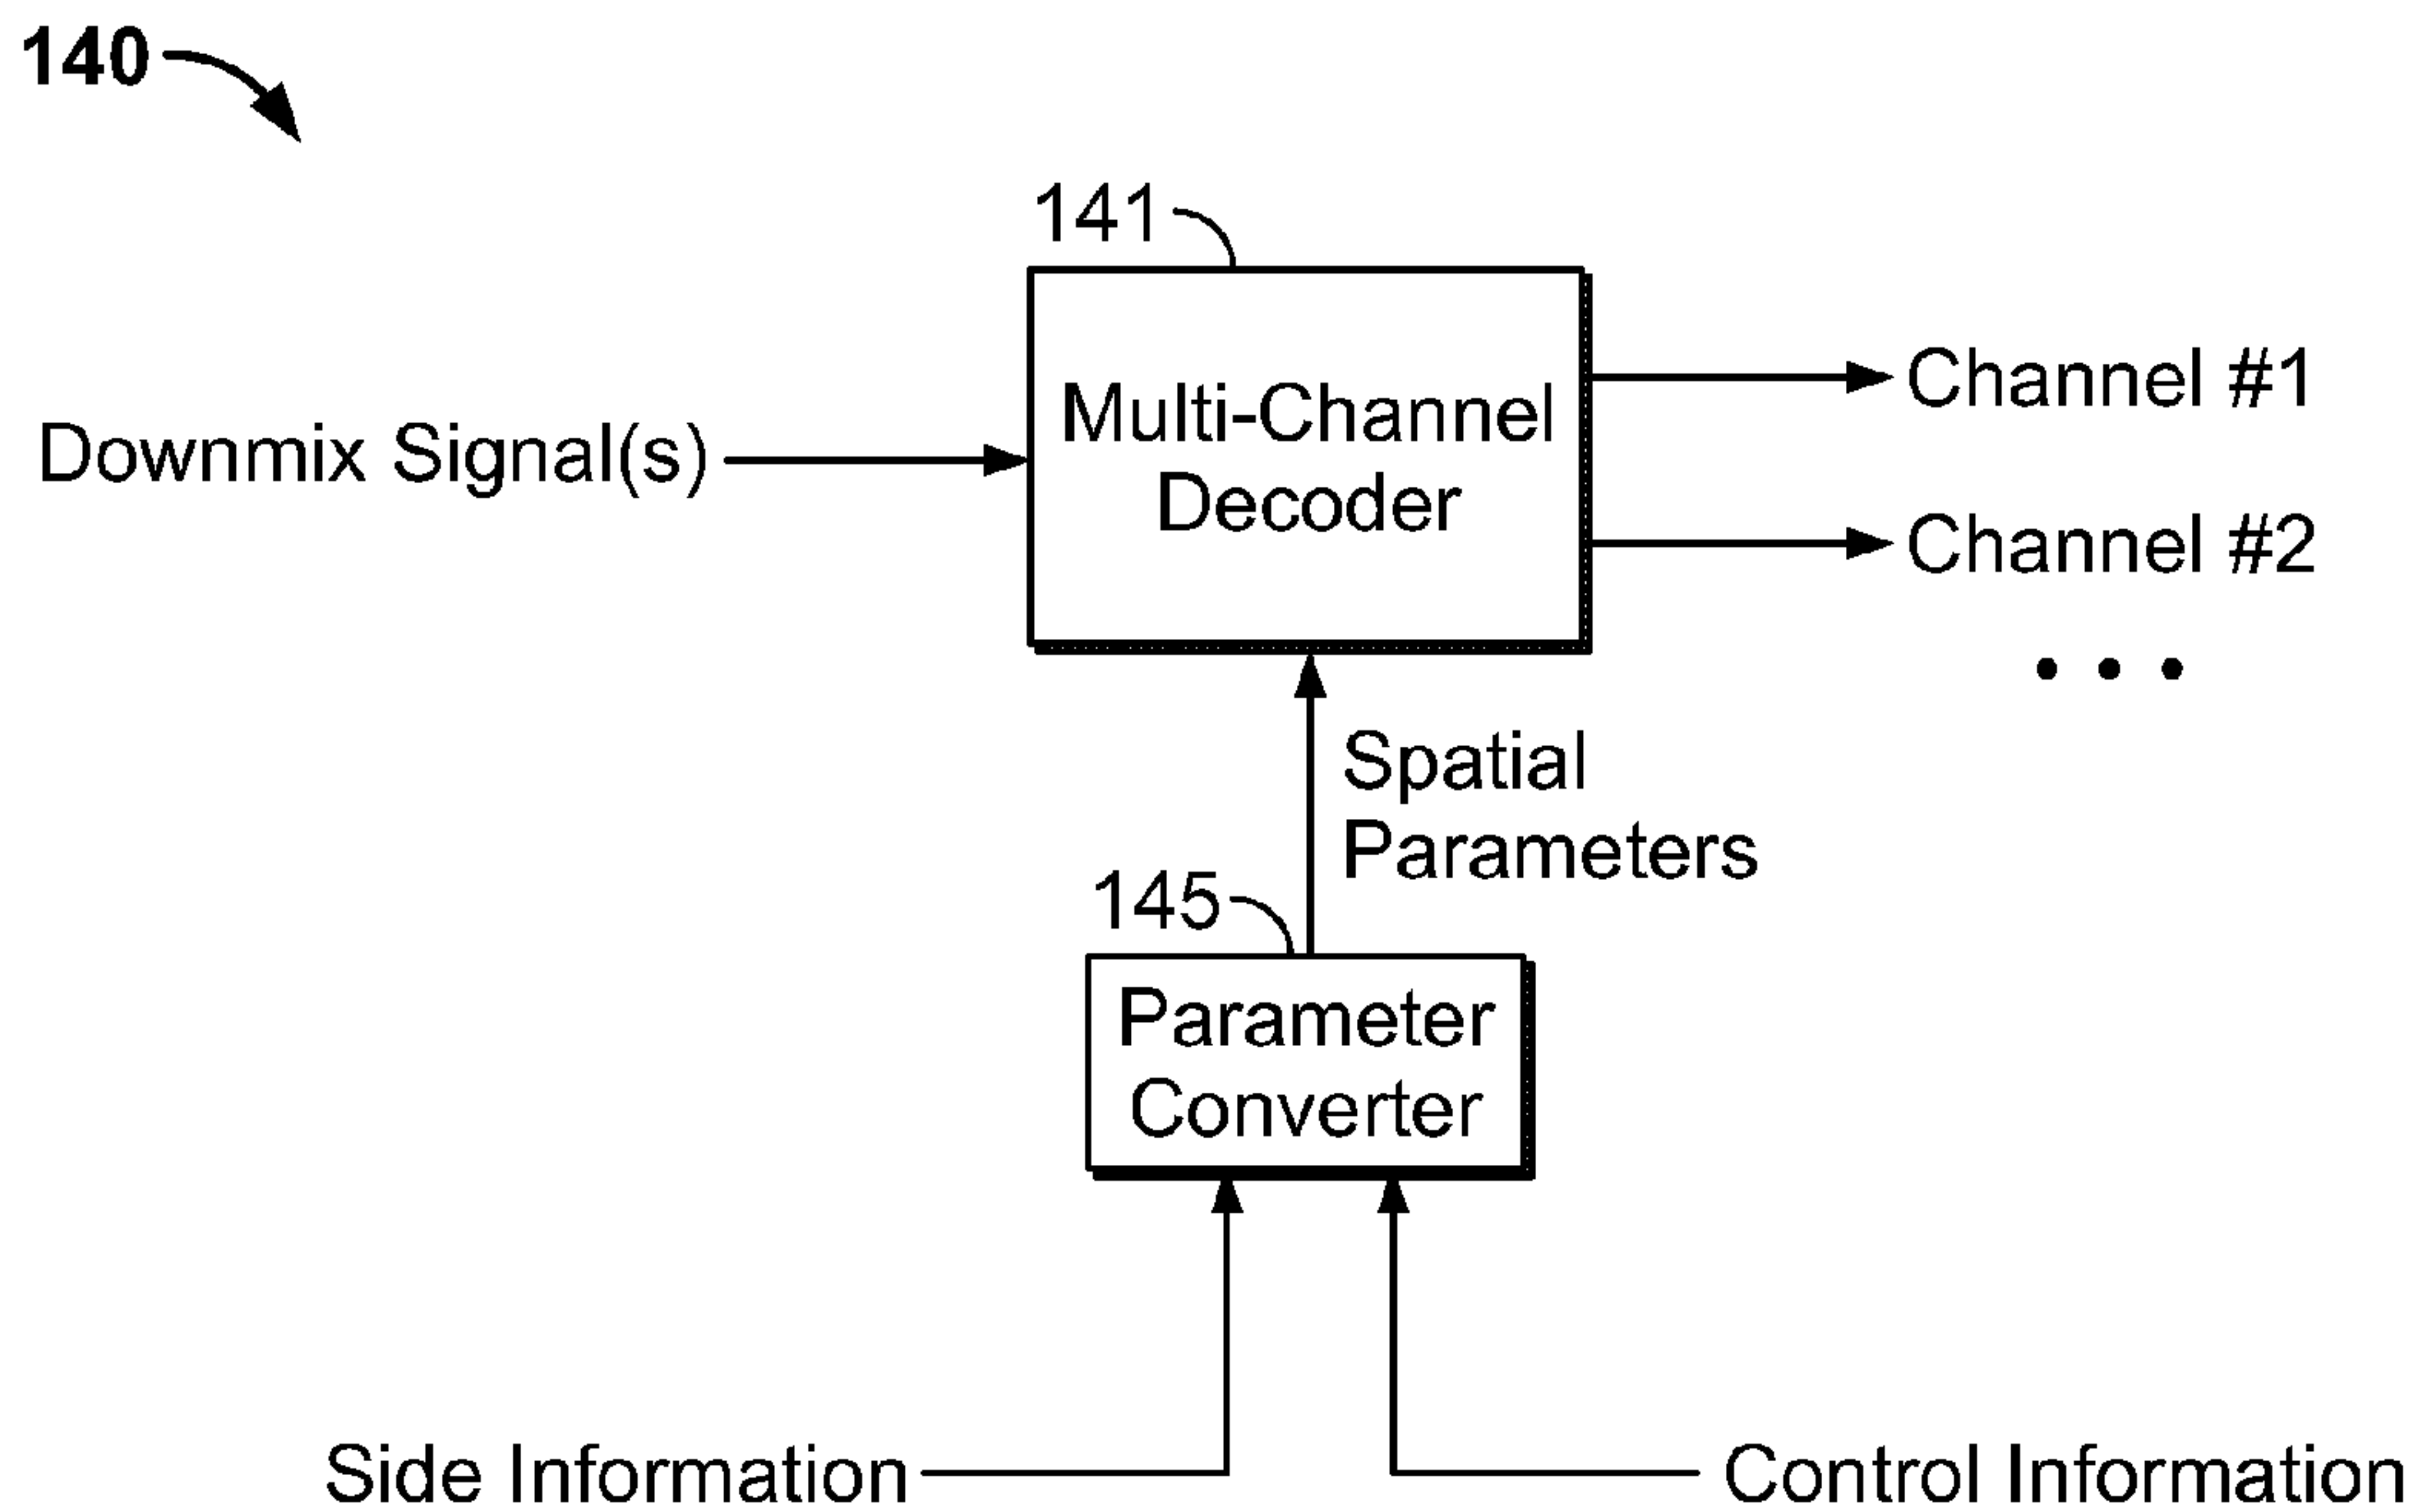 140
141
Multi-Channel
Decoder
Downmix Signal(s)
Channel #1
Channel #2
• • •
Spatial
Parameters
145
Parameter
Converter
Side Information
Control Information